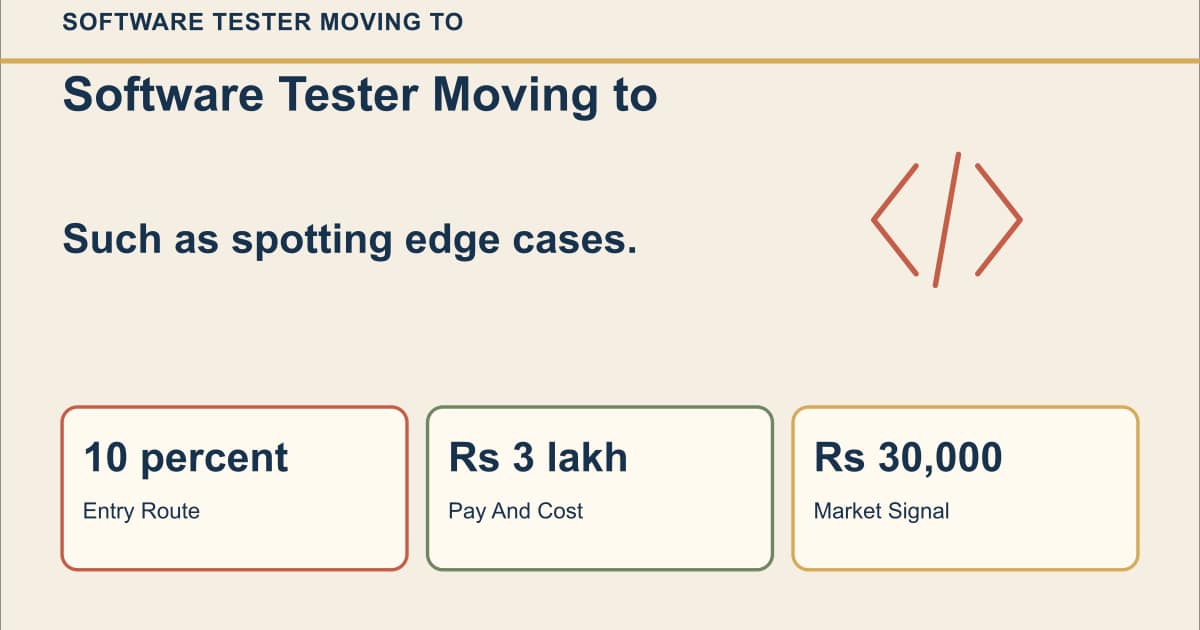 SOFTWARE TESTER MOVING TO
Software Tester Moving to
Such as spotting edge cases.
10 percent
Entry Route
Rs 3 lakh
Pay And Cost
Rs 30,000
Market Signal